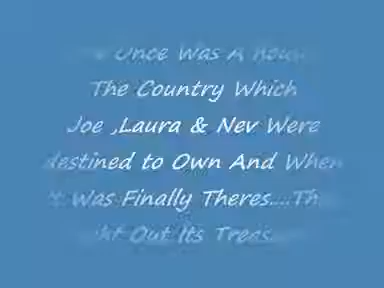 Once Was A
The Country Which
Joe ,Laura & Nev Were
destined to Own And When
Was Finally Theres....
Out Its